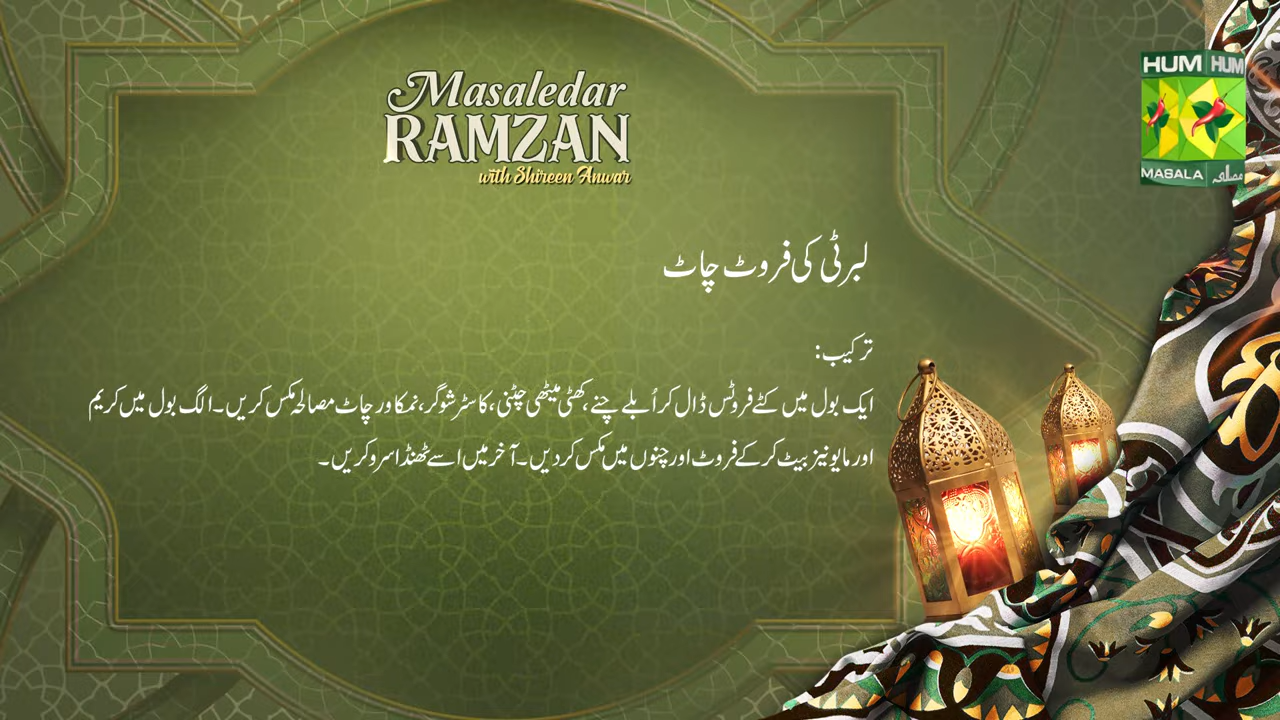 Masaledar
RAMZAN
with Shireen Anwar
HUM HUM
MASALA مصالحہ
لبرٹی کی فروٹ چاٹ
ترکیب:
ایک بول میں کٹے فروٹس ڈال کر اُبلے چنے، کھٹی میٹھی چٹنی، کاسٹر شوگر، نمک اور چاٹ مصالحہ مکس کریں۔ الگ بول میں کریم
اور مایونیز بیٹ کر کے فروٹ اور چنوں میں مکس کر دیں۔ آخر میں اسے ٹھنڈا سرو کریں۔